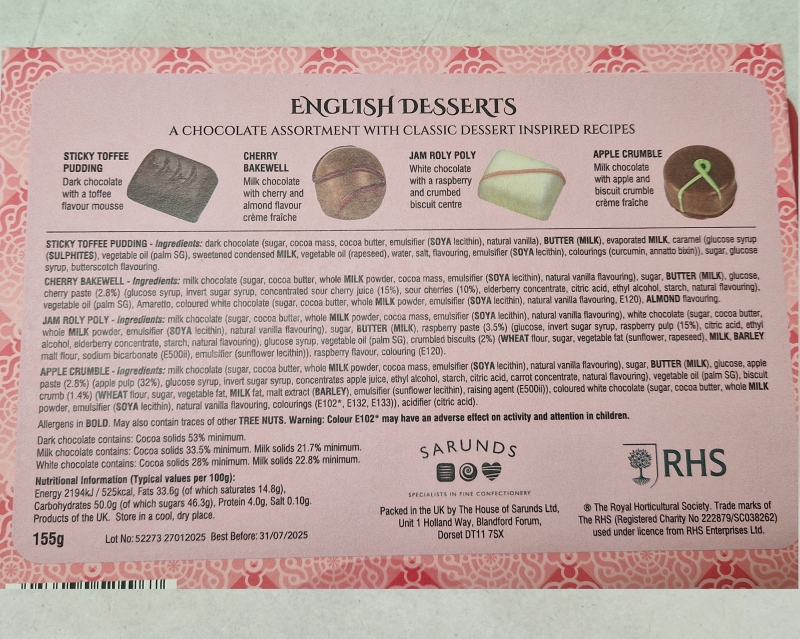 ENGLISH DESSERTS
A CHOCOLATE ASSORTMENT WITH CLASSIC DESSERT INSPIRED RECIPES
STICKY TOFFEE
PUDDING
Dark chocolate
with a toffee
flavour mousse
CHERRY
BAKEWELL
Milk chocolate
with cherry and
almond flavour
crème fraîche
JAM ROLY POLY
White chocolate
with a raspberry
and crumbed
biscuit centre
APPLE CRUMBLE
Milk chocolate
with apple and
biscuit crumble
crème fraîche
STICKY TOFFEE PUDDING - Ingredients: dark chocolate (sugar, cocoa mass, cocoa butter, emulsifier (SOYA lecithin), natural vanilla), BUTTER (MILK), evaporated MILK, caramel (glucose syrup
(SULPHITES), vegetable oil (palm SG), sweetened condensed MILK, vegetable oil (rapeseed), water, salt, flavouring, emulsifier (SOYA lecithin), colourings (curcumin, annatto bixin)), sugar, glucose
syrup, butterscotch flavouring.
CHERRY BAKEWELL - Ingredients: milk chocolate (sugar, cocoa butter, whole MILK powder, cocoa mass, emulsifier (SOYA lecithin), natural vanilla flavouring), sugar, BUTTER (MILK), glucose,
cherry paste (2.8%) (glucose syrup, invert sugar syrup, concentrated sour cherry juice (15%), sour cherries (10%), elderberry concentrate, citric acid, ethyl alcohol, starch, natural flavouring),
vegetable oil (palm SG), Amaretto, coloured white chocolate (sugar, cocoa butter, whole MILK powder, emulsifier (SOYA lecithin), natural vanilla flavouring, E120), ALMOND flavouring.
JAM ROLY POLY - Ingredients: milk chocolate (sugar, cocoa butter, whole MILK powder, cocoa mass, emulsifier (SOYA lecithin), natural vanilla flavouring), white chocolate (sugar, cocoa butter,
whole MILK powder, emulsifier (SOYA lecithin), natural vanilla flavouring), sugar, BUTTER (MILK), raspberry paste (3.5%) (glucose, invert sugar syrup, raspberry pulp (15%), citric acid, ethyl
alcohol, elderberry concentrate, starch, natural flavouring), glucose syrup, vegetable oil (palm SG), crumbled biscuits (2%) (WHEAT flour, sugar, vegetable fat (sunflower, rapeseed), MILK, BARLEY
malt flour, sodium bicarbonate (E500ii), emulsifier (sunflower lecithin)), raspberry flavour, colouring (E120).
APPLE CRUMBLE - Ingredients: milk chocolate (sugar, cocoa butter, whole MILK powder, cocoa mass, emulsifier (SOYA lecithin), natural vanilla flavouring), sugar, BUTTER (MILK), glucose, apple
paste (2.8%) (apple pulp (32%), glucose syrup, invert sugar syrup, concentrates apple juice, ethyl alcohol, starch, citric acid, carrot concentrate, natural flavouring), vegetable oil (palm SG), biscuit
crumb (1.4%) (WHEAT flour, sugar, vegetable fat, MILK fat, malt extract (BARLEY), emulsifier (sunflower lecithin), raising agent (E500ii)), coloured white chocolate (sugar, cocoa butter, whole MILK
powder, emulsifier (SOYA lecithin), natural vanilla flavouring, colourings (E102*, E132, E133)), acidifier (citric acid).
Allergens in BOLD. May also contain traces of other TREE NUTS. Warning: Colour E102* may have an adverse effect on activity and attention in children.
Dark chocolate contains: Cocoa solids 53% minimum.
Milk chocolate contains: Cocoa solids 33.5% minimum. Milk solids 21.7% minimum.
White chocolate contains: Cocoa solids 28% minimum. Milk solids 22.8% minimum.
Nutritional Information (Typical values per 100g):
Energy 2194kJ / 525kcal, Fats 33.6g (of which saturates 14.8g),
Carbohydrates 50.0g (of which sugars 46.3g), Protein 4.0g, Salt 0.10g.
Products of the UK. Store in a cool, dry place.
155g
Lot No: 52273 27012025 Best Before: 31/07/2025
SARUNDS
SPECIALISTS IN FINE CONFECTIONERY
Packed in the UK by The House of Sarunds Ltd,
Unit 1 Holland Way, Blandford Forum,
Dorset DT11 7SX
RHS
® The Royal Horticultural Society. Trade marks of
The RHS (Registered Charity No 222879/SC038262)
used under licence from RHS Enterprises Ltd.